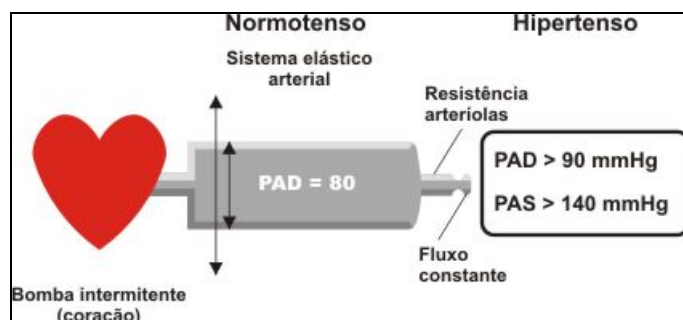 Normotenso
Hipertenso
Sistema elástico
arterial
Resistência
arteríolas
PAD = 80
PAD > 90 mmHg
PAS > 140 mmHg
Fluxo
constante
Bomba intermitente
(coração)